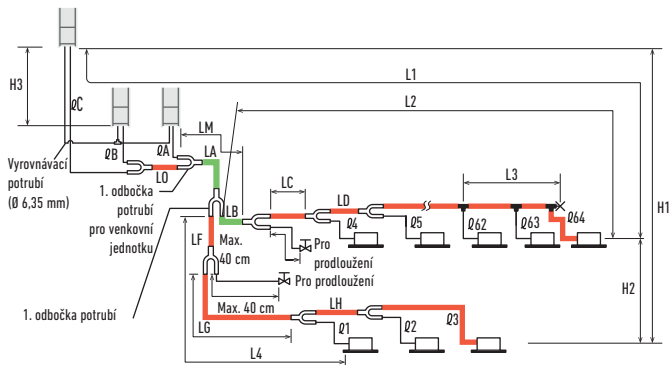 L1
H3
ℓC
L2
LM
ℓB
ℓA
LA
L3
Vyrovnávací
potrubí
(Ø 6,35 mm)
LO
LC
1. odbočka
potrubí
pro venkovní
jednotku
LB
LD
H1
ℓ4
ℓ5
ℓ62
ℓ63
ℓ64
LF
Max.
40 cm
Pro
prodloužení
Pro prodloužení
H2
1. odbočka potrubí
Max. 40 cm
LH
LG
ℓ1
ℓ2
ℓ3
L4